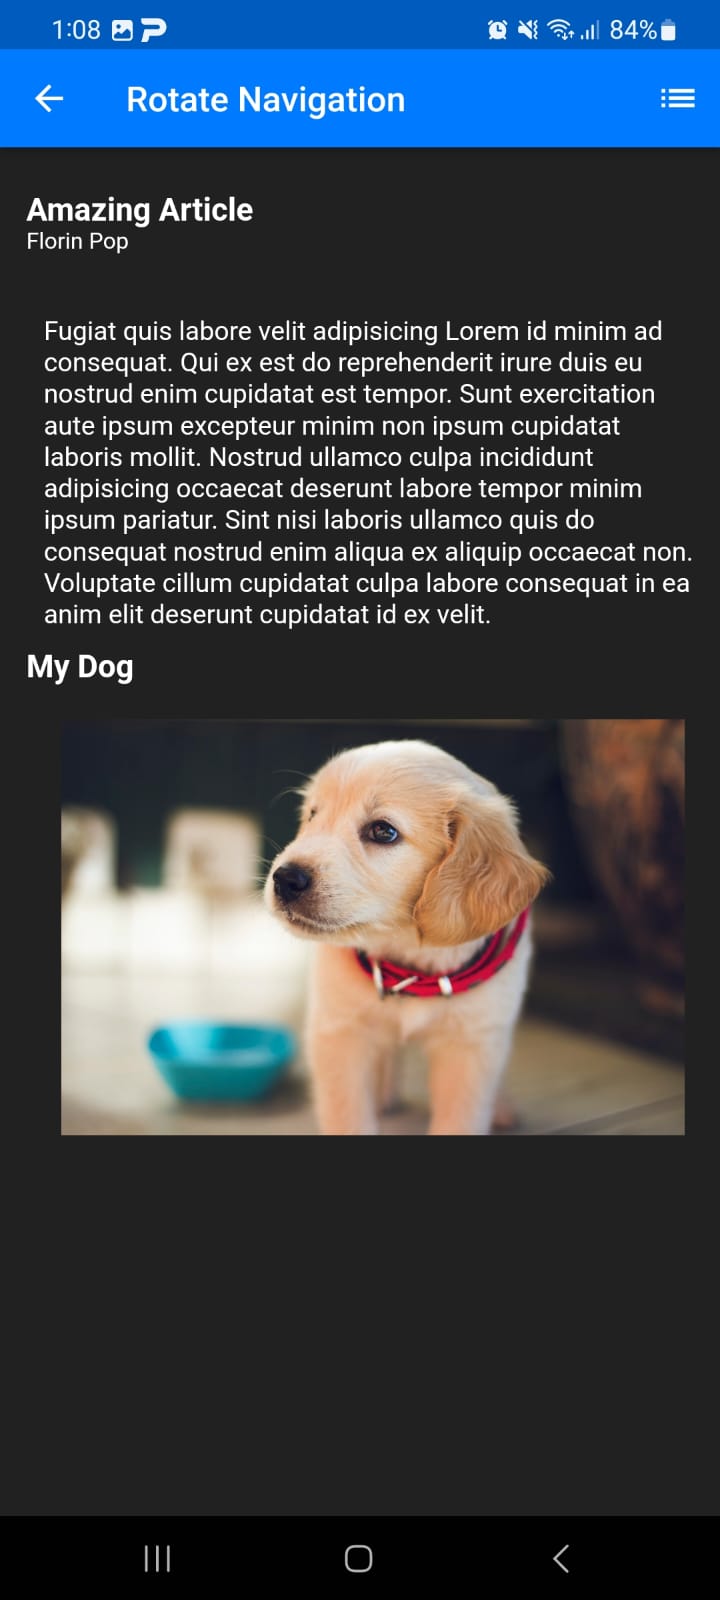 1:08 84%
Rotate Navigation
Amazing Article
Florin Pop
Fugiat quis labore velit adipisicing Lorem id minim ad
consequat. Qui ex est do reprehenderit irure duis eu
nostrud enim cupidatat est tempor. Sunt exercitation
aute ipsum excepteur minim non ipsum cupidatat
laboris mollit. Nostrud ullamco culpa incididunt
adipisicing occaecat deserunt labore tempor minim
ipsum pariatur. Sint nisi laboris ullamco quis do
consequat nostrud enim aliqua ex aliquip occaecat non.
Voluptate cillum cupidatat culpa labore consequat in ea
anim elit deserunt cupidatat id ex velit.
My Dog